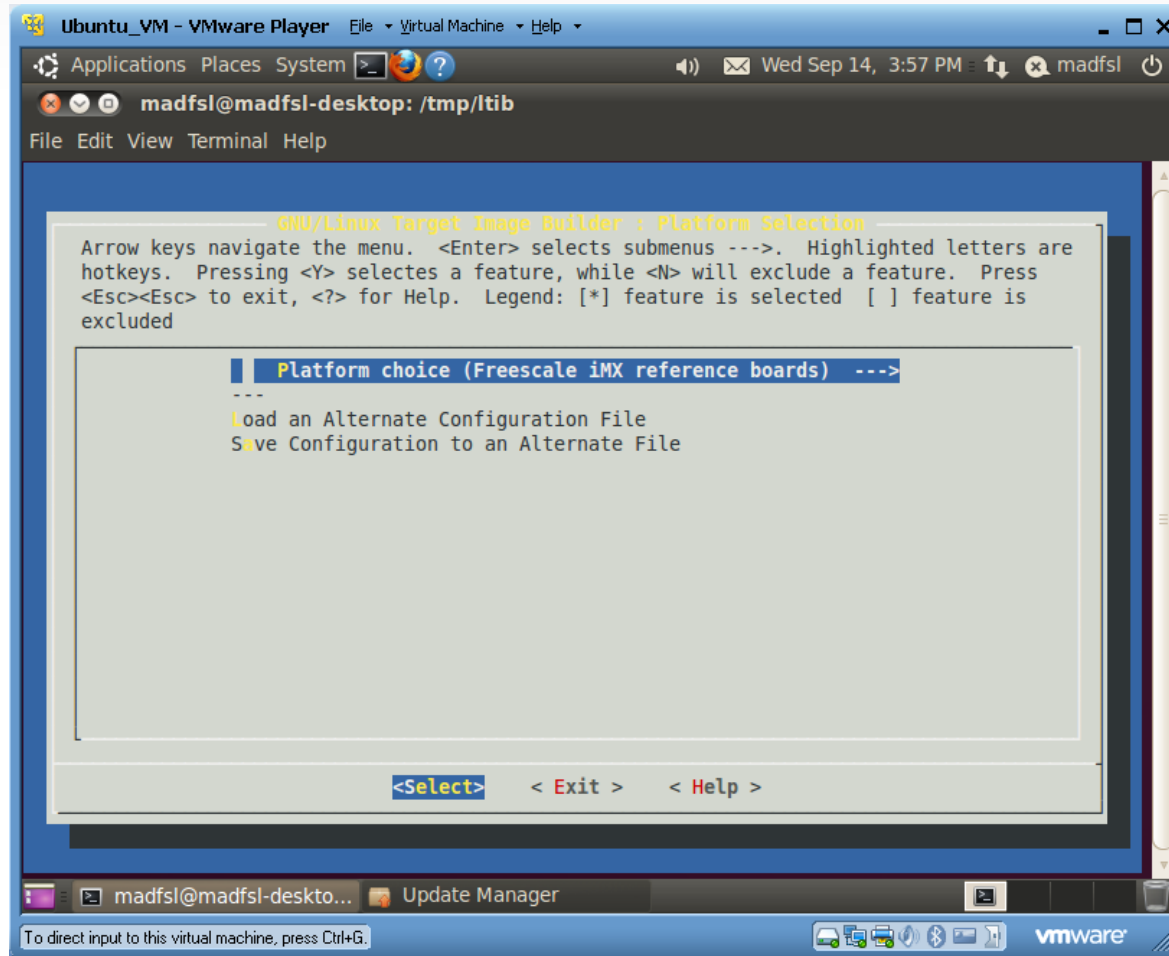 Ubuntu_VM - VMware Player File Virtual Machine Help
Applications Places System Wed Sep 14, 3:57 PM madfsl
madfsl@madfsl-desktop: /tmp/ltib
File Edit View Terminal Help
GNU/Linux Target Image Builder : Platform Selection
Arrow keys navigate the menu. <Enter> selects submenus --->. Highlighted letters are
hotkeys. Pressing <Y> selectes a feature, while <N> will exclude a feature. Press
<Esc><Esc> to exit, <?> for Help. Legend: [*] feature is selected [ ] feature is
excluded
Platform choice (Freescale iMX reference boards) --->
---
Load an Alternate Configuration File
Save Configuration to an Alternate File
<Select> < Exit > < Help >
madfsl@madfsl-deskto... Update Manager
To direct input to this virtual machine, press Ctrl+G. vmware